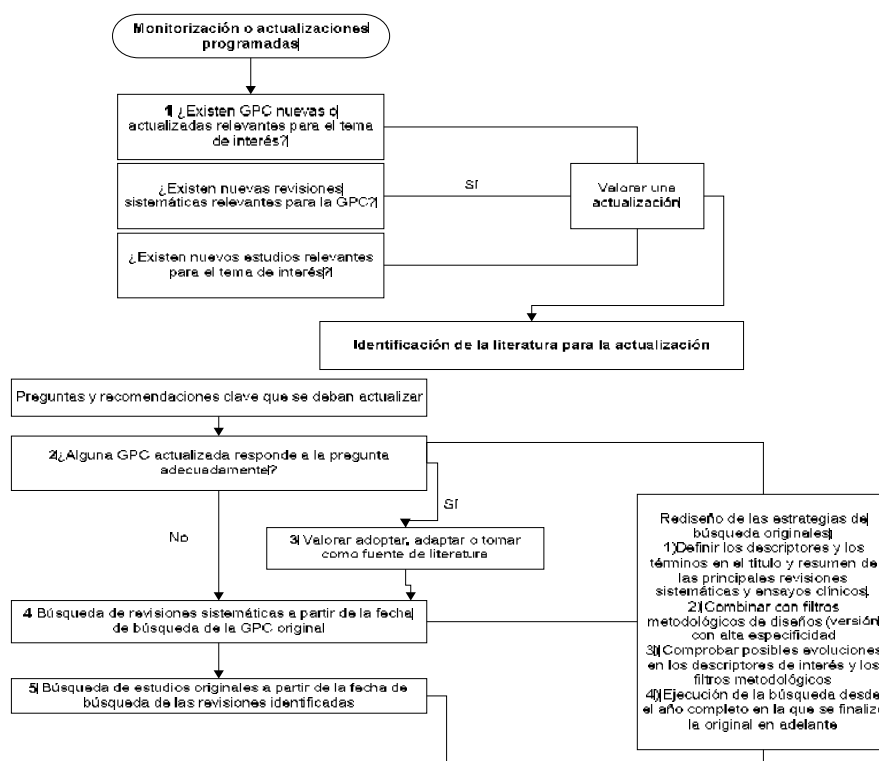 Monitorización o actualizaciones
programadas
1 ¿Existen GPC nuevas o
actualizadas relevantes para el tema
de interés?
¿Existen nuevas revisiones
sistemáticas relevantes para la GPC?
¿Existen nuevos estudios relevantes
para el tema de interés?
Sí
Valorar una
actualización
Identificación de la literatura para la actualización
Preguntas y recomendaciones clave que se deban actualizar
2 ¿Alguna GPC actualizada responde a la pregunta
adecuadamente?
Sí
No
3 Valorar adoptar, adaptar o tomar
como fuente de literatura
4 Búsqueda de revisiones sistemáticas a partir de la fecha
de búsqueda de la GPC original
5 Búsqueda de estudios originales a partir de la fecha de
búsqueda de las revisiones identificadas
Rediseño de las estrategias de
búsqueda originales
1)Definir los descriptores y los
términos en el título y resumen de
las principales revisiones
sistemáticas y ensayos clínicos.
2) Combinar con filtros
metodológicos de diseños (versión
con alta especificidad
3) Comprobar posibles evoluciones
en los descriptores de interés y los
filtros metodológicos
4) Ejecución de la búsqueda desde
el año completo en la que se finalizó
la original en adelante